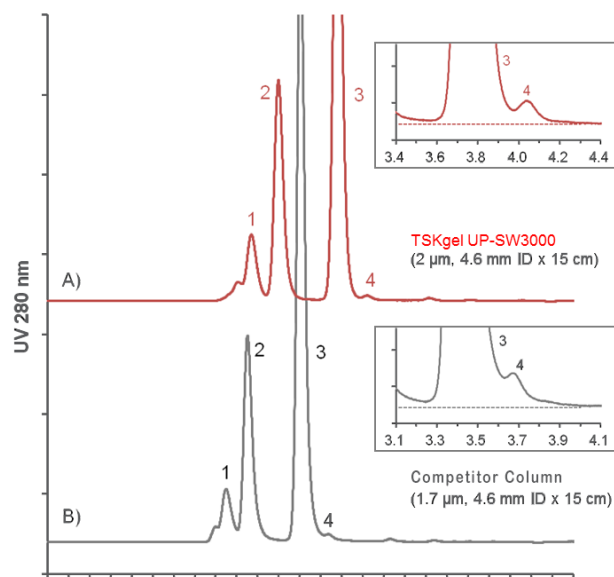 UV 280 nm
A)
1
2
3
4
3
4
3.4 3.6 3.8 4.0 4.2 4.4
TSKgel UP-SW3000
(2 µm, 4.6 mm ID x 15 cm)
B)
1
2
3
4
3
4
3.1 3.3 3.5 3.7 3.9 4.1
Competitor Column
(1.7 µm, 4.6 mm ID x 15 cm)